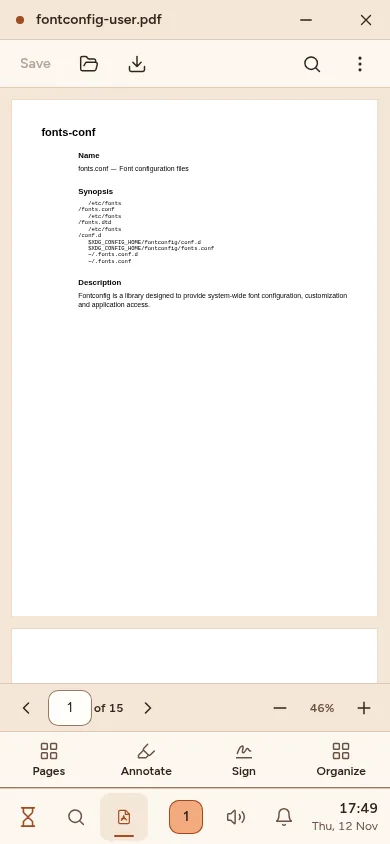 fontconfig-user.pdf
Save
fonts-conf
Name
fonts.conf — Font configuration files
Synopsis
/etc/fonts
/fonts.conf
/etc/fonts
/fonts.dtd
/etc/fonts
/conf.d
$XDG_CONFIG_HOME/fontconfig/conf.d
$XDG_CONFIG_HOME/fontconfig/fonts.conf
~/.fonts.conf.d
~/.fonts.conf
Description
Fontconfig is a library designed to provide system-wide font configuration, customization
and application access.
1 of 15
46%
Pages Annotate Sign Organize
1
17:49
Thu, 12 Nov